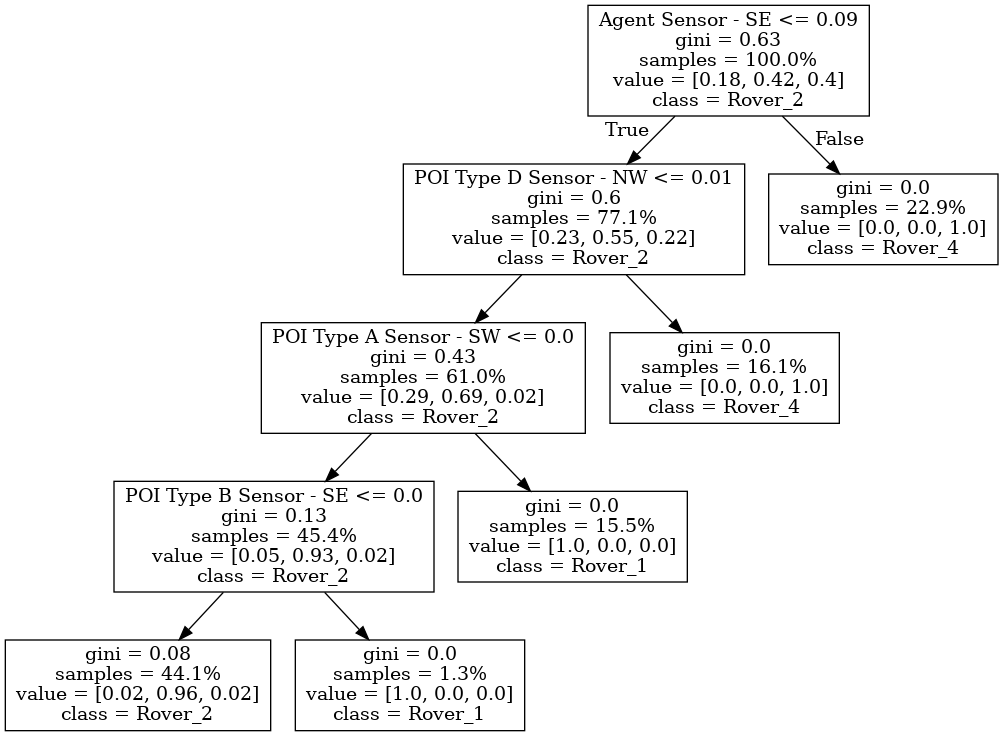 Agent Sensor - SE <= 0.09
gini = 0.63
samples = 100.0%
value = [0.18, 0.42, 0.4]
class = Rover_2
True
False
POI Type D Sensor - NW <= 0.01
gini = 0.6
samples = 77.1%
value = [0.23, 0.55, 0.22]
class = Rover_2
gini = 0.0
samples = 22.9%
value = [0.0, 0.0, 1.0]
class = Rover_4
POI Type A Sensor - SW <= 0.0
gini = 0.43
samples = 61.0%
value = [0.29, 0.69, 0.02]
class = Rover_2
gini = 0.0
samples = 16.1%
value = [0.0, 0.0, 1.0]
class = Rover_4
POI Type B Sensor - SE <= 0.0
gini = 0.13
samples = 45.4%
value = [0.05, 0.93, 0.02]
class = Rover_2
gini = 0.0
samples = 15.5%
value = [1.0, 0.0, 0.0]
class = Rover_1
gini = 0.08
samples = 44.1%
value = [0.02, 0.96, 0.02]
class = Rover_2
gini = 0.0
samples = 1.3%
value = [1.0, 0.0, 0.0]
class = Rover_1